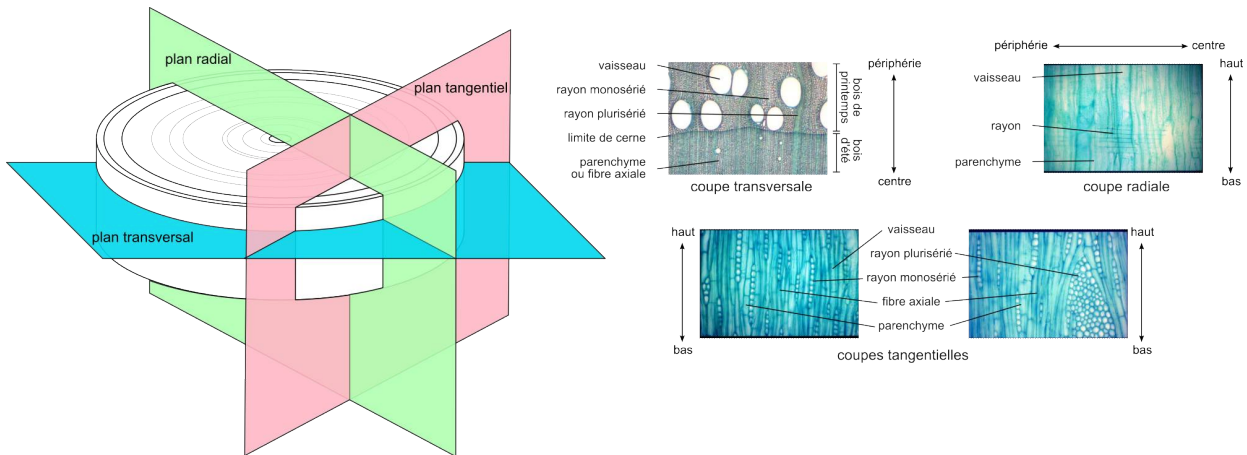 plan radial
plan tangentiel
plan transversal
vaisseau
rayon monosérié
rayon plurisérié
limite de cerne
parenchyme
ou fibre axiale
bois de
printemps
bois
d'été
périphérie
centre
coupe transversale
périphérie
centre
vaisseau
rayon
parenchyme
haut
bas
coupe radiale
haut
bas
vaisseau
rayon plurisérié
rayon monosérié
fibre axiale
parenchyme
haut
bas
coupes tangentielles